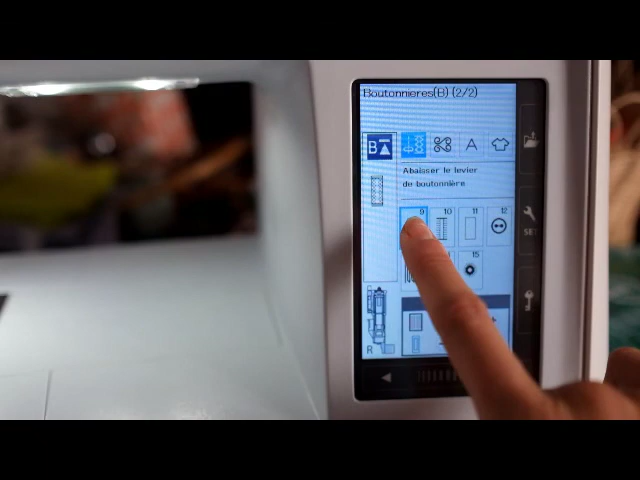 Boutonnieres(B) (2/2)
B
A
Abaisser le levier
de boutonnière
9 10 11 12
15
SET
R